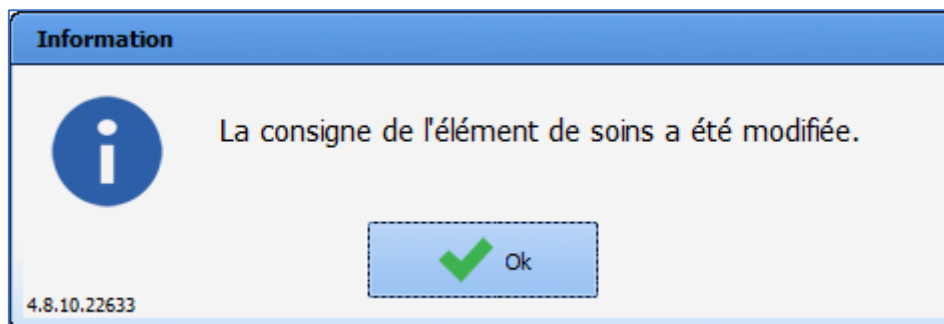 Information
La consigne de l'élément de soins a été modifiée.
Ok
4.8.10.22633